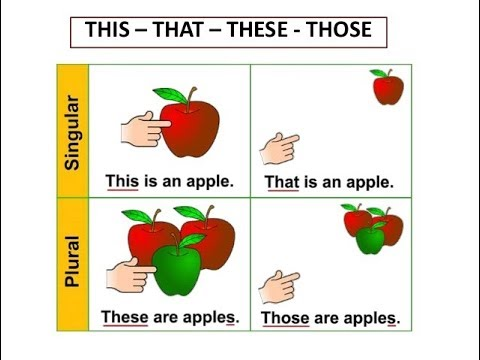 THIS – THAT – THESE - THOSE
Singular
This is an apple.
That is an apple.
Plural
These are apples.
Those are apples.